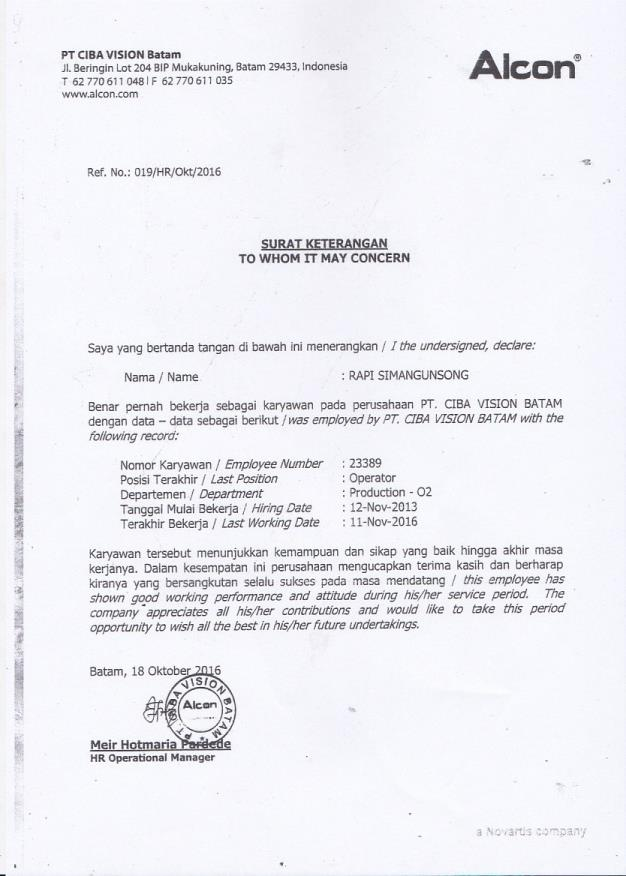 PT CIBA VISION Batam
Jl. Beringin Lot 204 BIP Mukakuning, Batam 29433, Indonesia
T 62 770 611 048 I F 62 770 611 035
www.alcon.com
Alcon®
Ref. No.: 019/HR/Okt/2016
SURAT KETERANGAN
TO WHOM IT MAY CONCERN
Saya yang bertanda tangan di bawah ini menerangkan / I the undersigned, declare:
Nama / Name : RAPI SIMANGUNSONG
Benar pernah bekerja sebagai karyawan pada perusahaan PT. CIBA VISION BATAM
dengan data – data sebagai berikut /was employed by PT. CIBA VISION BATAM with the
following record:
Nomor Karyawan / Employee Number : 23389
Posisi Terakhir / Last Position : Operator
Departemen / Department : Production - O2
Tanggal Mulai Bekerja / Hiring Date : 12-Nov-2013
Terakhir Bekerja / Last Working Date : 11-Nov-2016
Karyawan tersebut menunjukkan kemampuan dan sikap yang baik hingga akhir masa
kerjanya. Dalam kesempatan ini perusahaan mengucapkan terima kasih dan berharap
kiranya yang bersangkutan selalu sukses pada masa mendatang / this employee has
shown good working performance and attitude during his/her service period. The
company appreciates all his/her contributions and would like to take this period
opportunity to wish all the best in his/her future undertakings.
Batam, 18 Oktober 2016
PT. CIBA VISION BATAM
Alcon
Meir Hotmaria Pardede
HR Operational Manager
a Novartis company